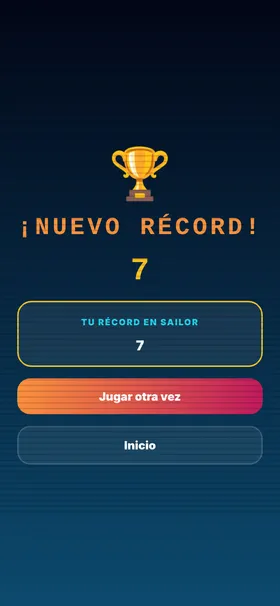 ¡NUEVO RÉCORD!
7
TU RÉCORD EN SAILOR
7
Jugar otra vez
Inicio